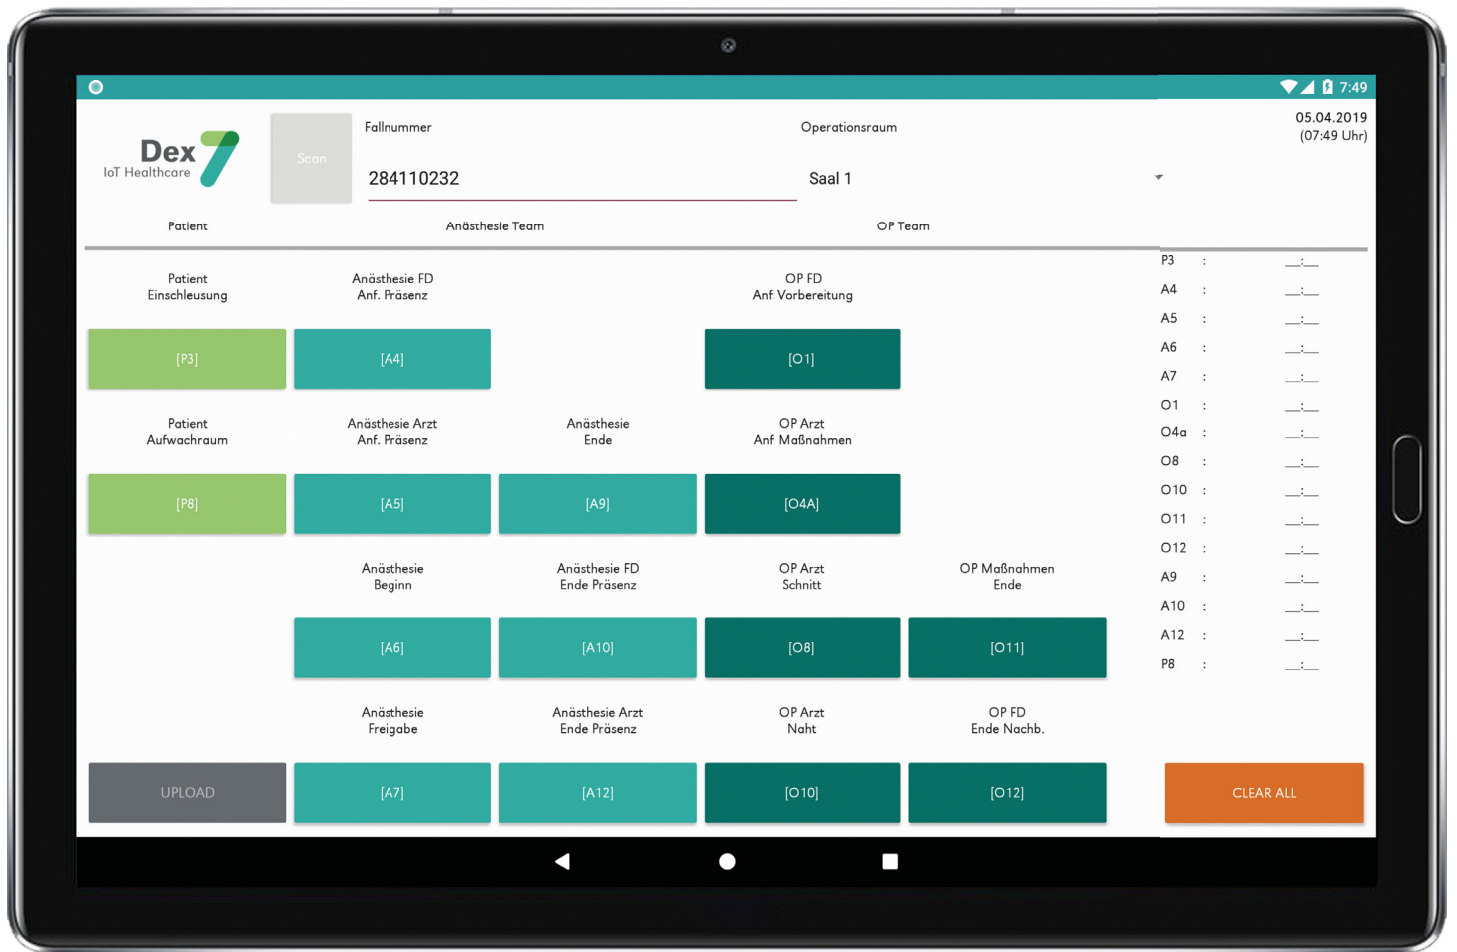 7:49
05.04.2019
(07:49 Uhr)
Dex7
IoT Healthcare
Scan
Fallnummer
284110232
Operationsraum
Saal 1
Patient
Anästhesie Team
OP Team
Patient
Einschleusung
Anästhesie FD
Anf. Präsenz
OP FD
Anf Vorbereitung
[P3]
[A4]
[O1]
Patient
Aufwachraum
Anästhesie Arzt
Anf. Präsenz
Anästhesie
Ende
OP Arzt
Anf Maßnahmen
[P8]
[A5]
[A9]
[O4A]
Anästhesie
Beginn
Anästhesie FD
Ende Präsenz
OP Arzt
Schnitt
OP Maßnahmen
Ende
[A6]
[A10]
[O8]
[O11]
Anästhesie
Freigabe
Anästhesie Arzt
Ende Präsenz
OP Arzt
Naht
OP FD
Ende Nachb.
UPLOAD
[A7]
[A12]
[O10]
[O12]
P3 : __:__
A4 : __:__
A5 : __:__
A6 : __:__
A7 : __:__
O1 : __:__
O4a : __:__
O8 : __:__
O10 : __:__
O11 : __:__
O12 : __:__
A9 : __:__
A10 : __:__
A12 : __:__
P8 : __:__
CLEAR ALL